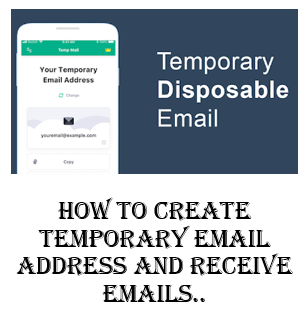 Temp Mail
Your Temporary
Email Address
Change
youremail@example.com
Copy
Temporary
Disposable
Email
HOW TO CREATE
TEMPORARY EMAIL
ADDRESS AND RECEIVE
EMAILS..